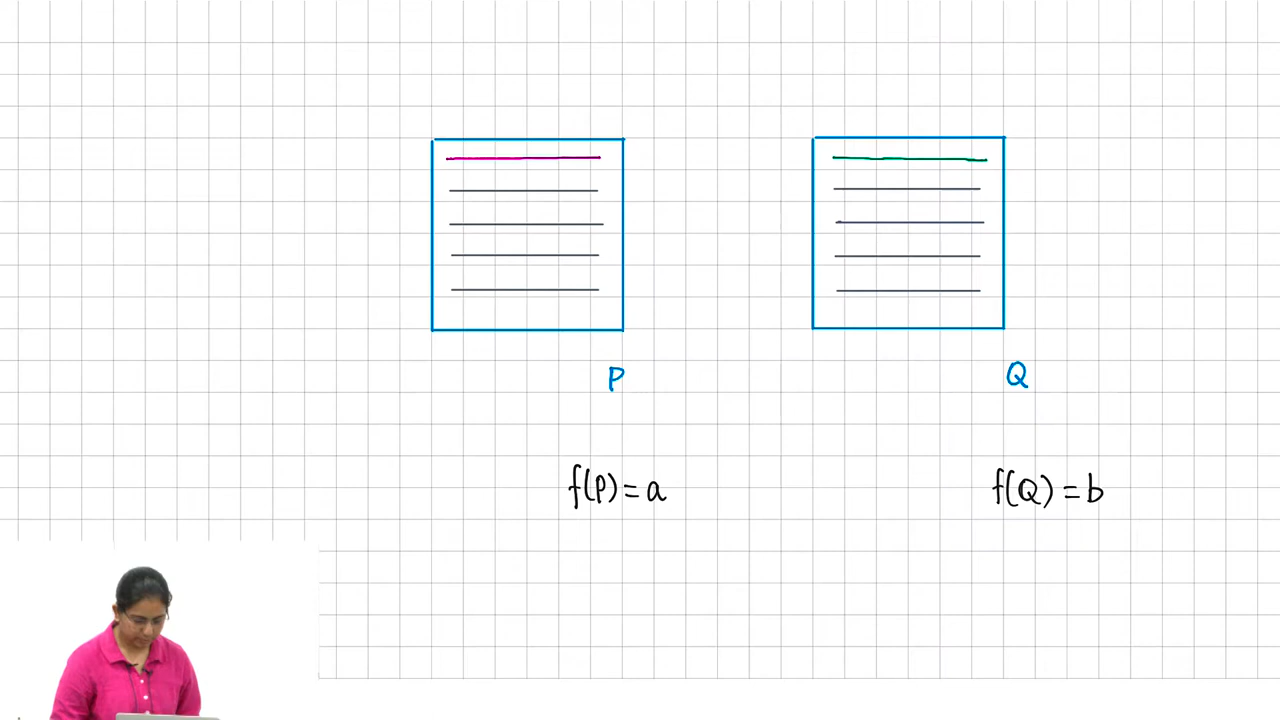 P
Q
f(P) = a
f(Q) = b